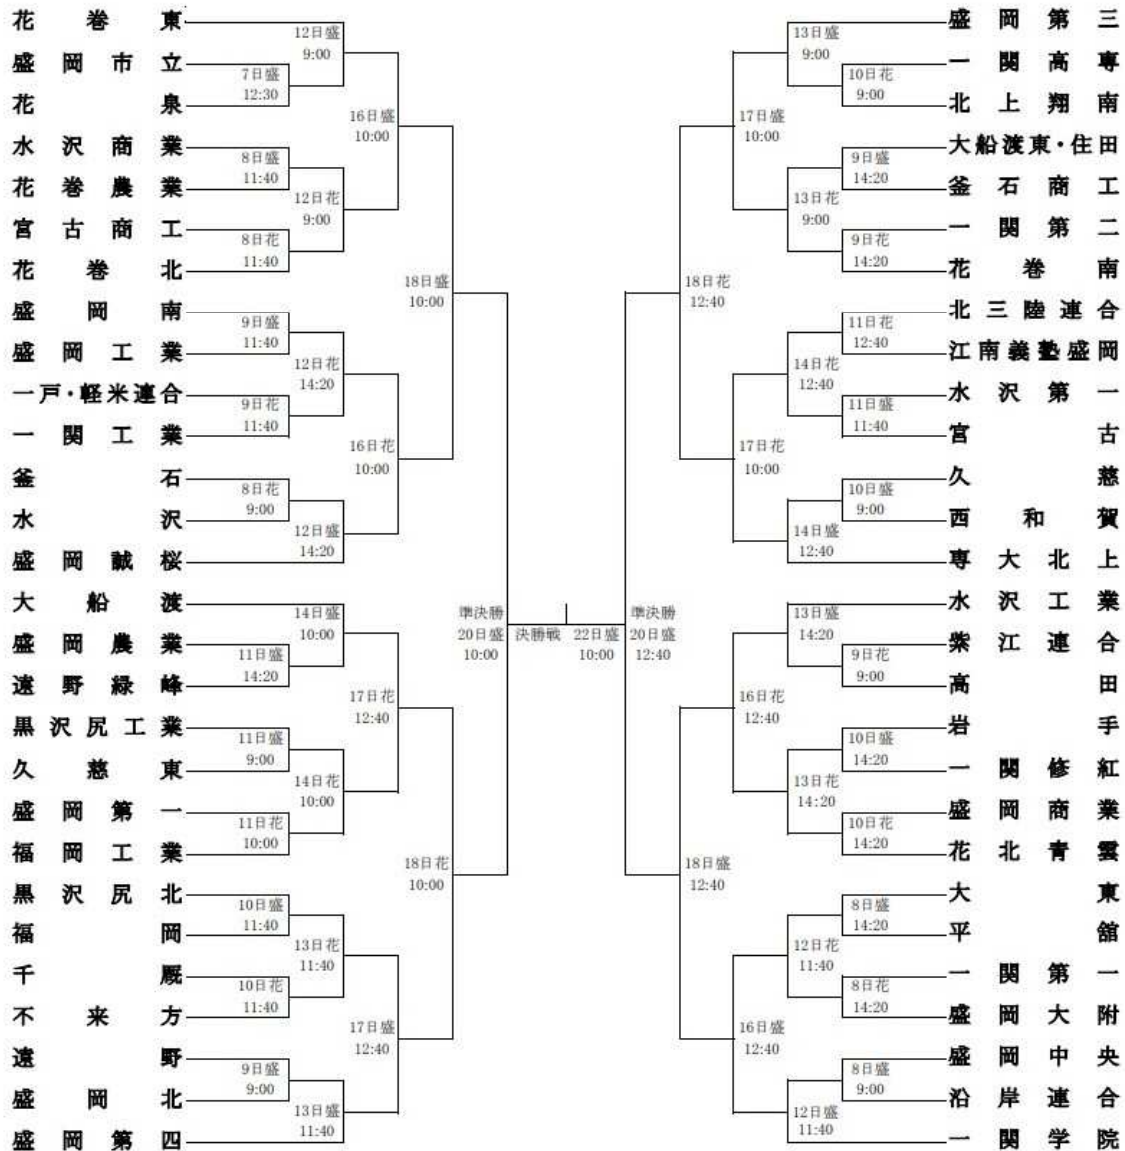 花巻東
盛岡市立
花泉
水沢商業
花巻農業
宮古商工
花巻北
盛岡南
盛岡工業
一戸・軽米連合
一関工業
釜石
水沢
盛岡誠桜
大船渡
盛岡農業
遠野緑峰
黒沢尻工業
久慈東
盛岡第一
福岡工業
黒沢尻北
福岡
千厩
不来方
遠野
盛岡北
盛岡第四
12日盛
9:00
7日盛
12:30
8日盛
11:40
12日花
9:00
8日花
11:40
9日盛
11:40
12日花
14:20
9日花
11:40
8日花
9:00
12日盛
14:20
14日盛
10:00
11日盛
14:20
11日盛
9:00
14日花
10:00
11日花
10:00
10日盛
11:40
13日花
11:40
10日花
11:40
9日盛
9:00
13日盛
11:40
16日盛
10:00
16日花
10:00
17日花
12:40
17日盛
12:40
18日盛
10:00
18日花
10:00
準決勝
20日盛
10:00
決勝戦 22日盛
10:00
準決勝
20日盛
12:40
18日花
12:40
18日盛
12:40
17日盛
10:00
17日花
10:00
16日花
12:40
16日盛
12:40
13日盛
9:00
10日花
9:00
9日盛
14:20
13日花
9:00
9日花
14:20
11日花
12:40
14日花
12:40
11日盛
11:40
10日盛
9:00
14日盛
12:40
13日盛
14:20
9日花
9:00
10日盛
14:20
13日花
14:20
10日花
14:20
8日盛
14:20
12日花
11:40
8日花
14:20
8日盛
9:00
12日盛
11:40
盛岡第三
一関高専
北上翔南
大船渡東・住田
釜石商工
一関第二
花巻南
北三陸連合
江南義塾盛岡
水沢第一
宮古
久慈
西和賀
専大北上
水沢工業
紫江連合
高田
岩手
一関修紅
盛岡商業
花北青雲
大東
平舘
一関第一
盛岡大附
盛岡中央
沿岸連合
一関学院